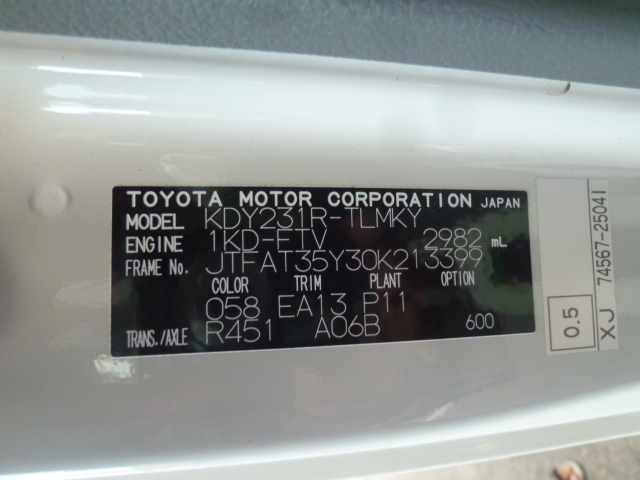 TOYOTA MOTOR CORPORATION JAPAN
MODEL KDY231R-TLMKY
ENGINE 1KD-FTV 2982 mL
FRAME No. JTFAT35Y30K213399
COLOR TRIM PLANT OPTION
058 EA13 P11
TRANS./AXLE R451 A06B 600
0.5
XJ 74567-25041